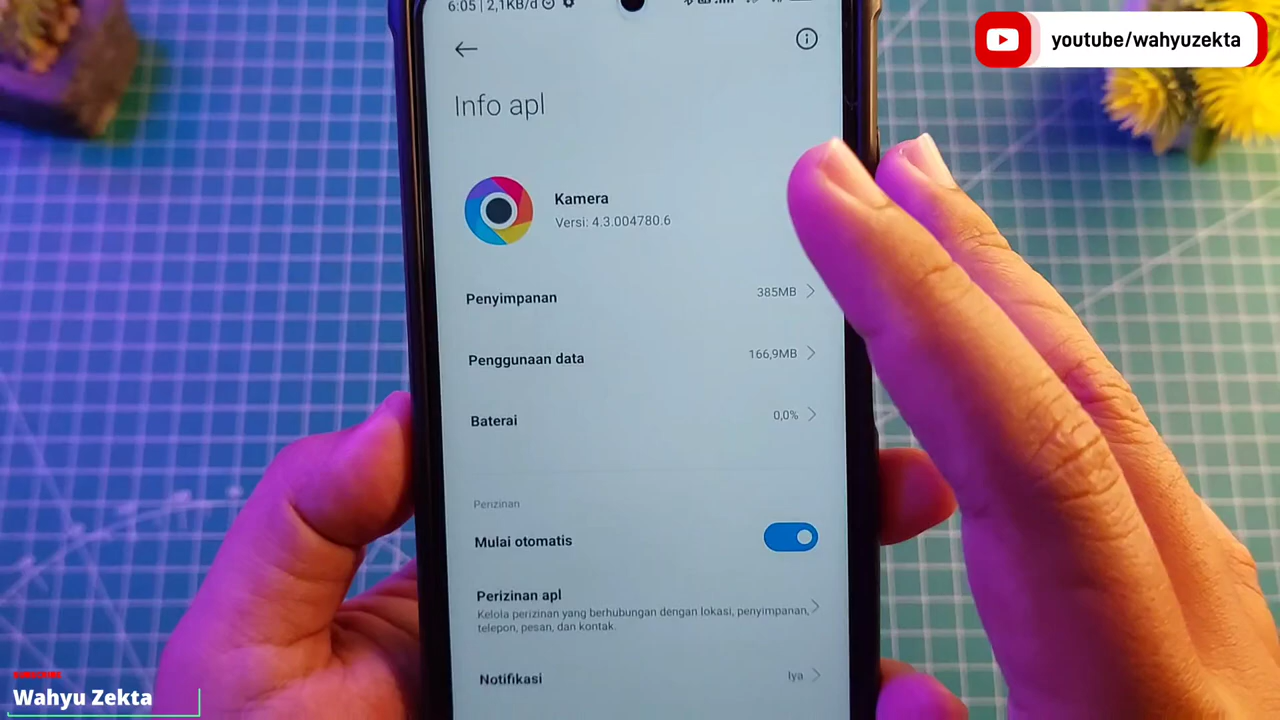 6:05 | 2,1KB/d
youtube/wahyuzekta
Info apl
Kamera
Versi: 4.3.004780.6
Penyimpanan
385MB
Penggunaan data
166,9MB
Baterai
0,0%
Perizinan
Mulai otomatis
Perizinan apl
Kelola perizinan yang berhubungan dengan lokasi, penyimpanan,
telepon, pesan, dan kontak.
Notifikasi
Iya
SUBSCRIBE
Wahyu Zekta